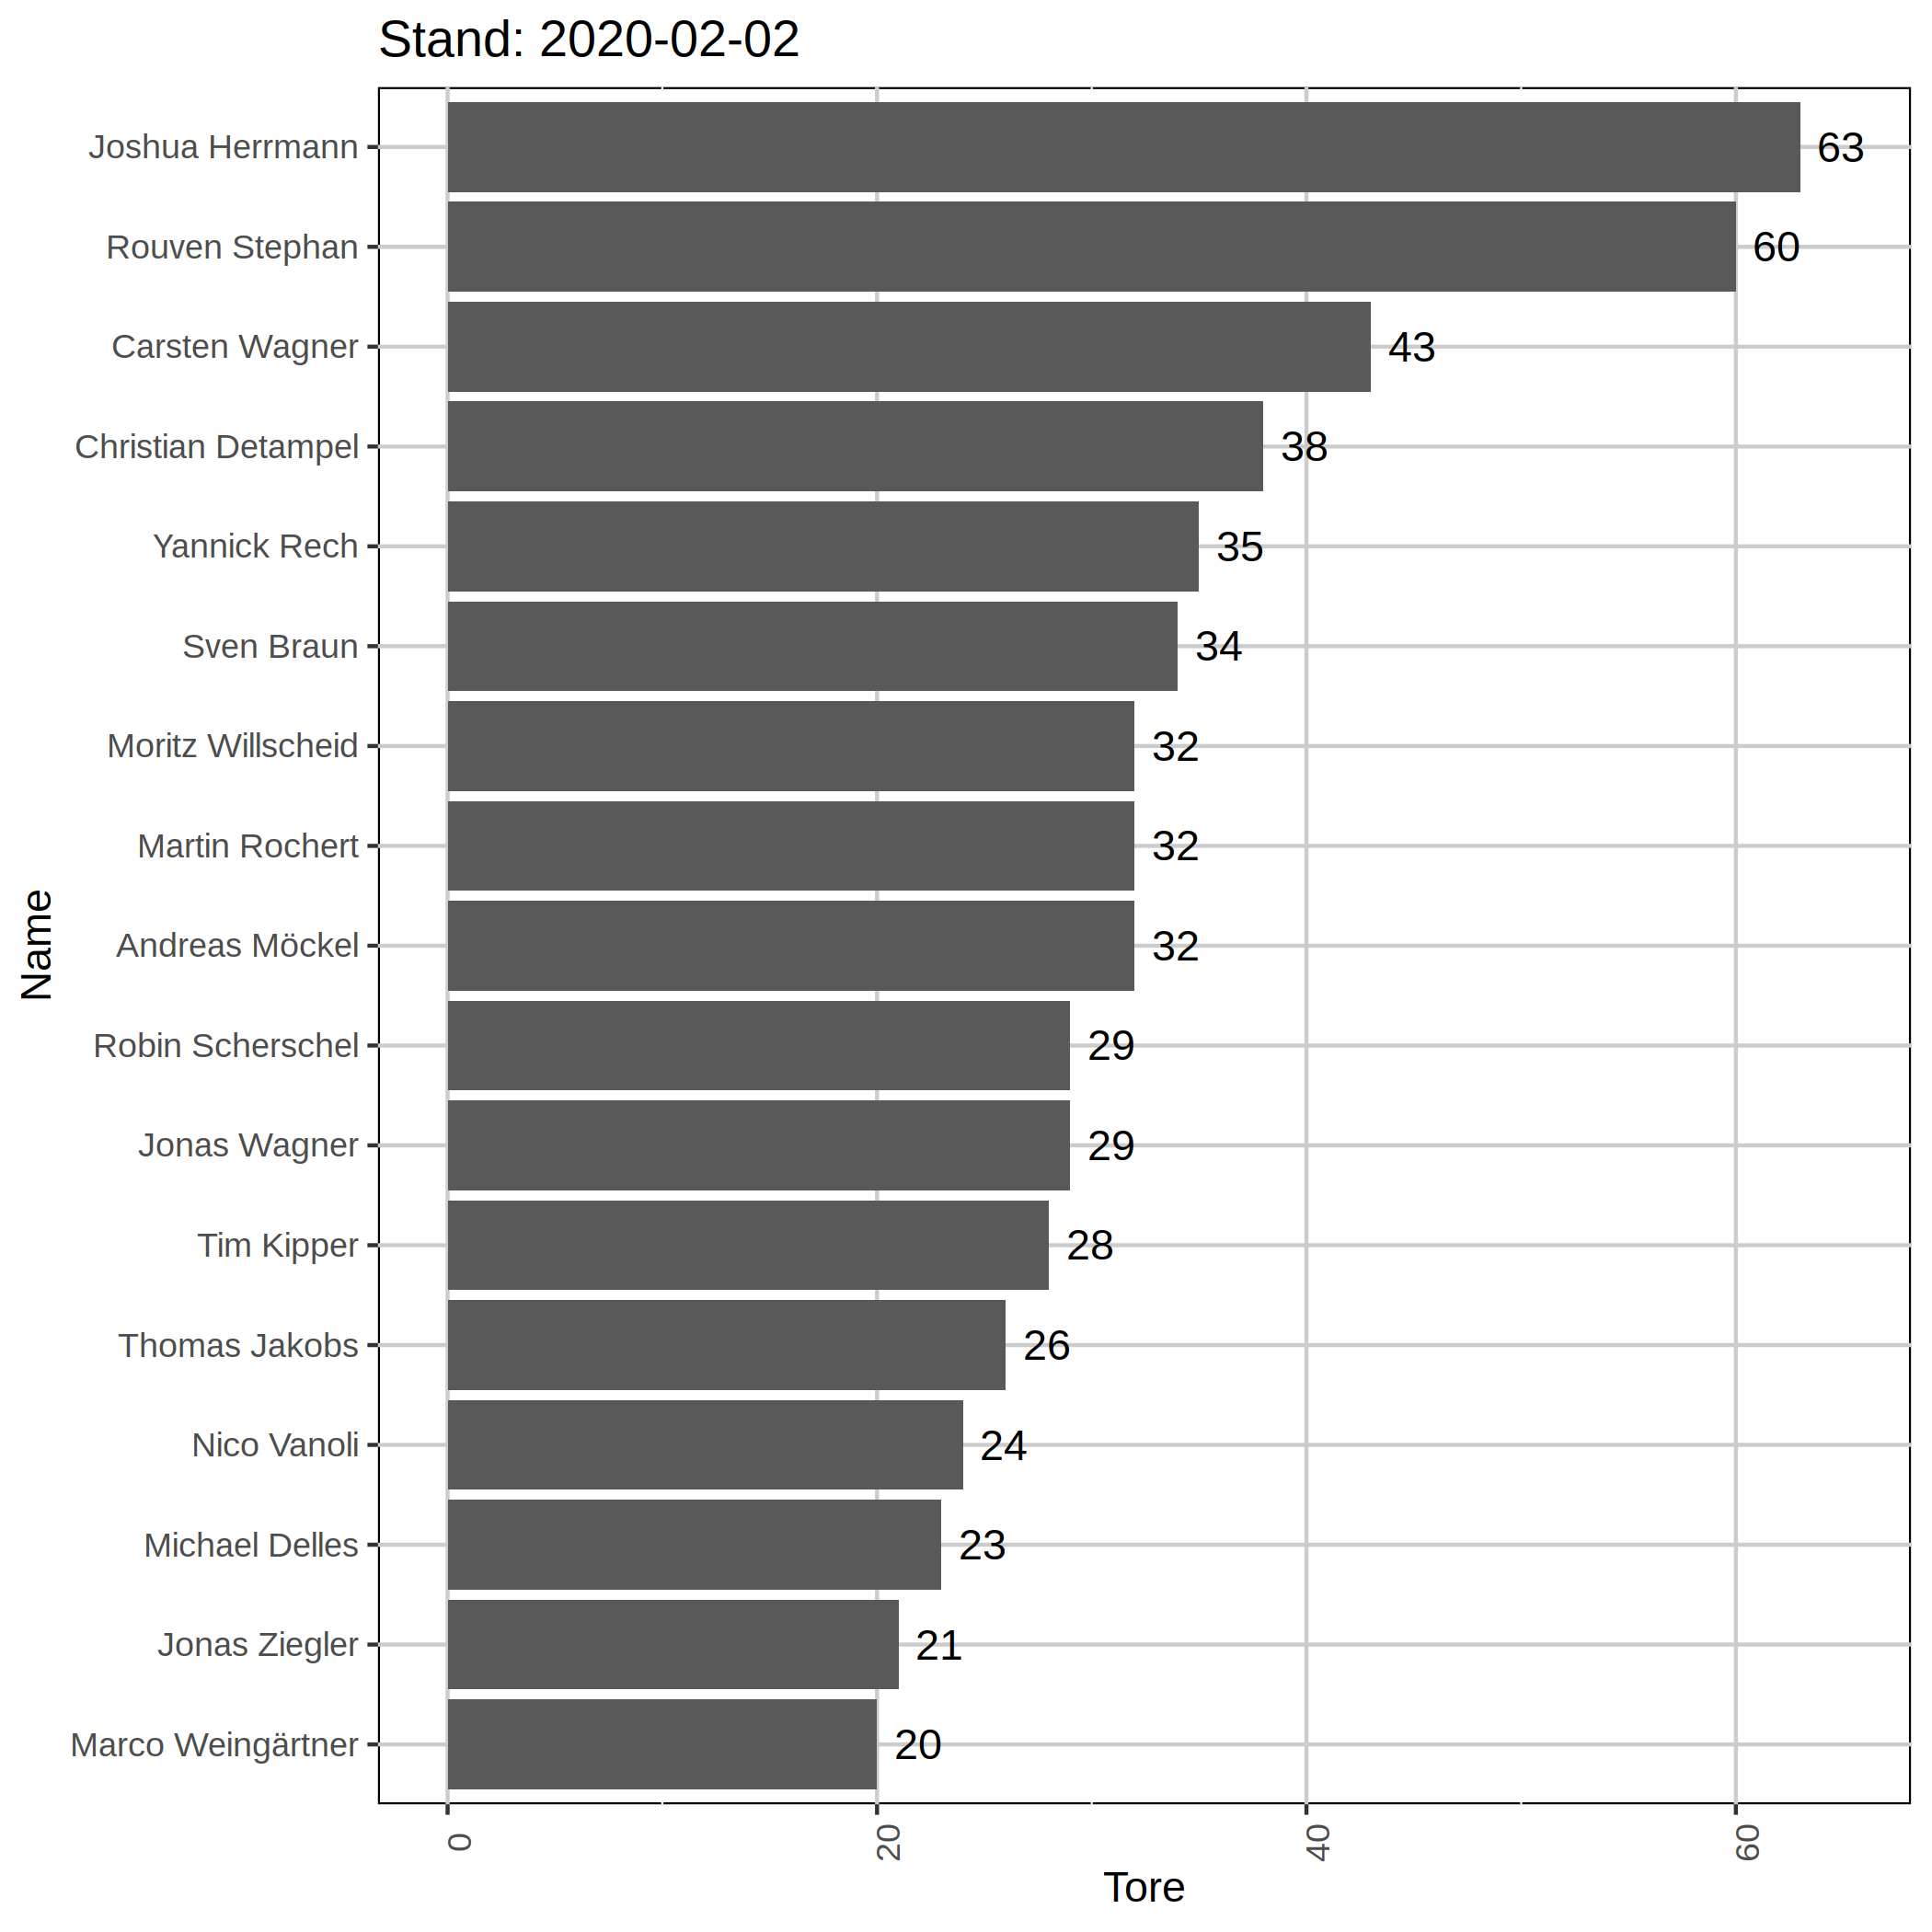 Stand: 2020-02-02
Joshua Herrmann 63
Rouven Stephan 60
Carsten Wagner 43
Christian Detampel 38
Yannick Rech 35
Sven Braun 34
Moritz Willscheid 32
Martin Rochert 32
Andreas Möckel 32
Robin Scherschel 29
Jonas Wagner 29
Tim Kipper 28
Thomas Jakobs 26
Nico Vanoli 24
Michael Delles 23
Jonas Ziegler 21
Marco Weingärtner 20
Name
0 20 40 60
Tore